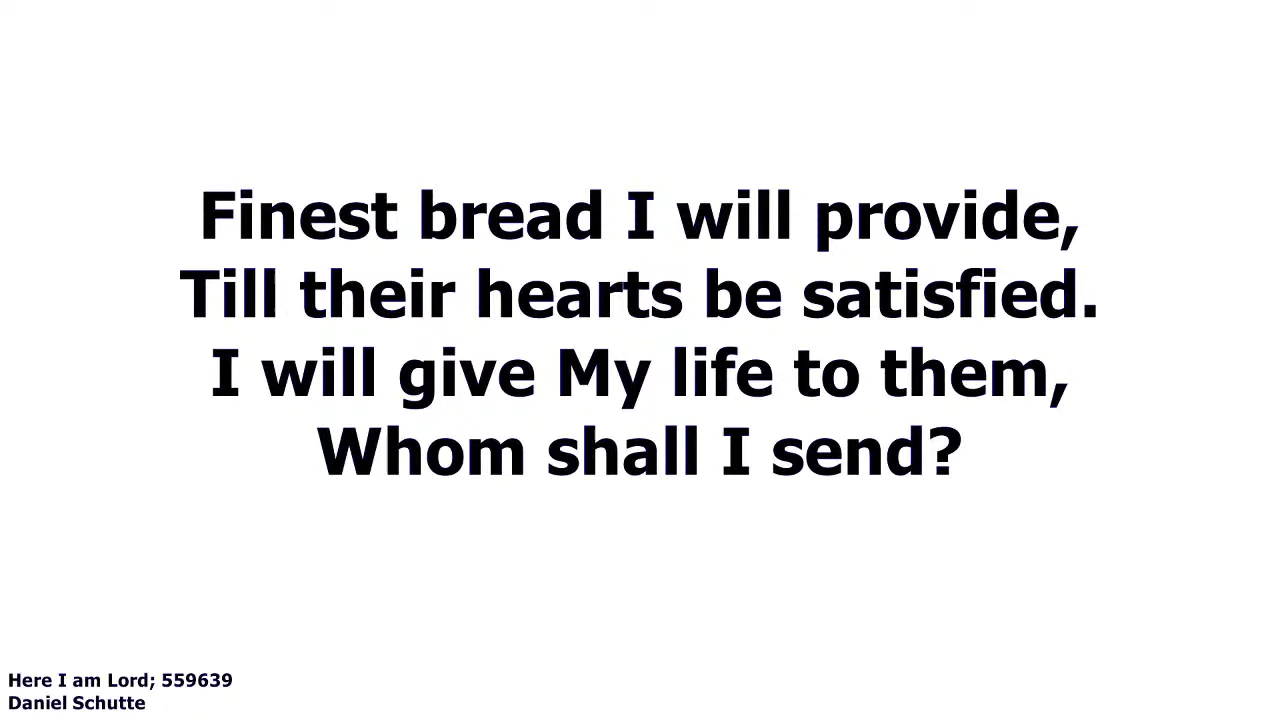 Finest bread I will provide,
Till their hearts be satisfied.
I will give My life to them,
Whom shall I send?
Here I am Lord; 559639
Daniel Schutte